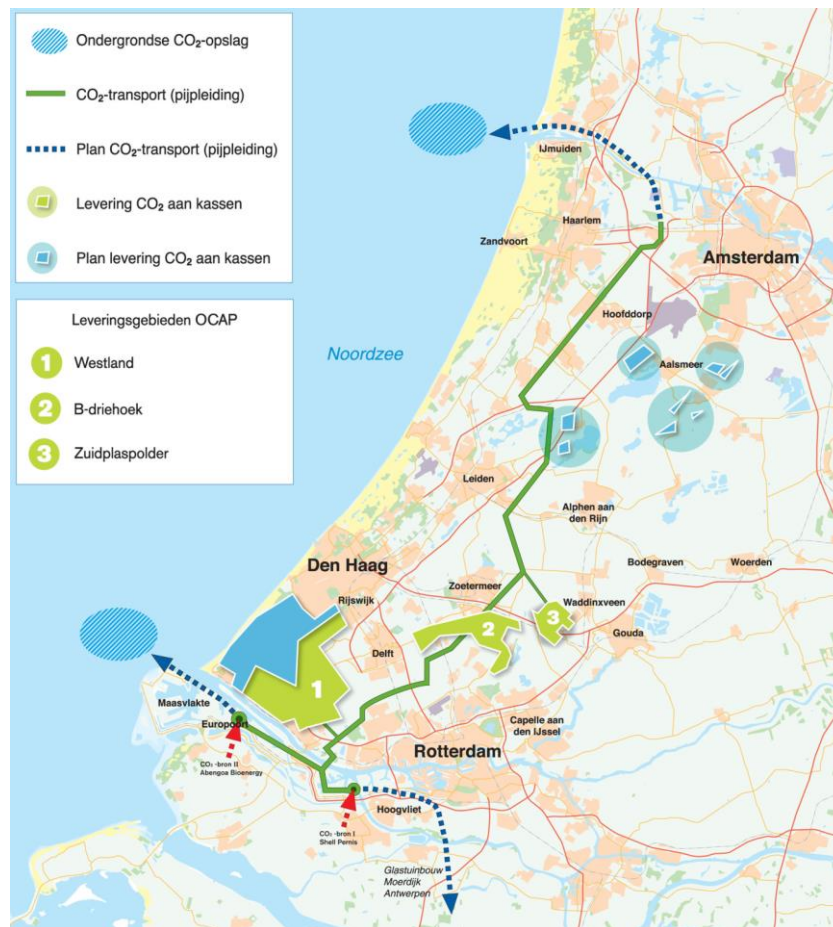 Ondergrondse CO₂-opslag
CO₂-transport (pijpleiding)
Plan CO₂-transport (pijpleiding)
Levering CO₂ aan kassen
Plan levering CO₂ aan kassen
Leveringsgebieden OCAP
1 Westland
2 B-driehoek
3 Zuidplaspolder
IJmuiden
Haarlem
Zandvoort
Amsterdam
Hoofddorp
Noordzee
Aalsmeer
Leiden
Alphen aan
den Rijn
Den Haag
Bodegraven
Woerden
Zoetermeer
Rijswijk
Waddinxveen
3
2
Gouda
Delft
1
Maasvlakte
Europoort
Capelle aan
den IJssel
Rotterdam
CO₂ -bron II
Abengoa Bioenergy
Hoogvliet
CO₂ -bron I
Shell Pernis
Glastuinbouw
Moerdijk
Antwerpen